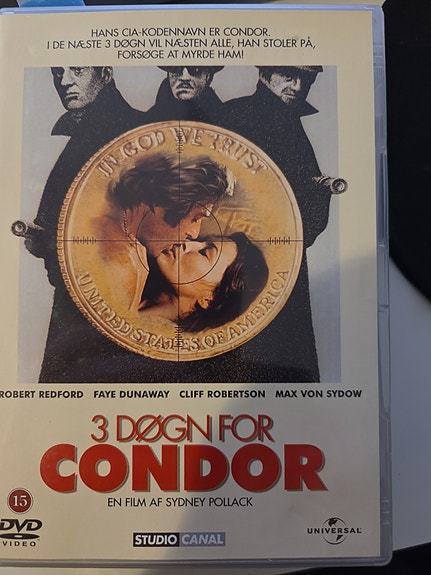 HANS CIA-KODENNAVN ER CONDOR.
I DE NÆSTE 3 DØGN VIL NÆSTEN ALLE, HAN STOLER PÅ,
FORSØGE AT MYRDE HAM!
IN GOD WE TRUST
UNITED STATES OF AMERICA
ROBERT REDFORD FAYE DUNAWAY CLIFF ROBERTSON MAX VON SYDOW
3 DØGN FOR
CONDOR
EN FILM AF SYDNEY POLLACK
15
DVD
VIDEO
STUDIO CANAL
UNIVERSAL